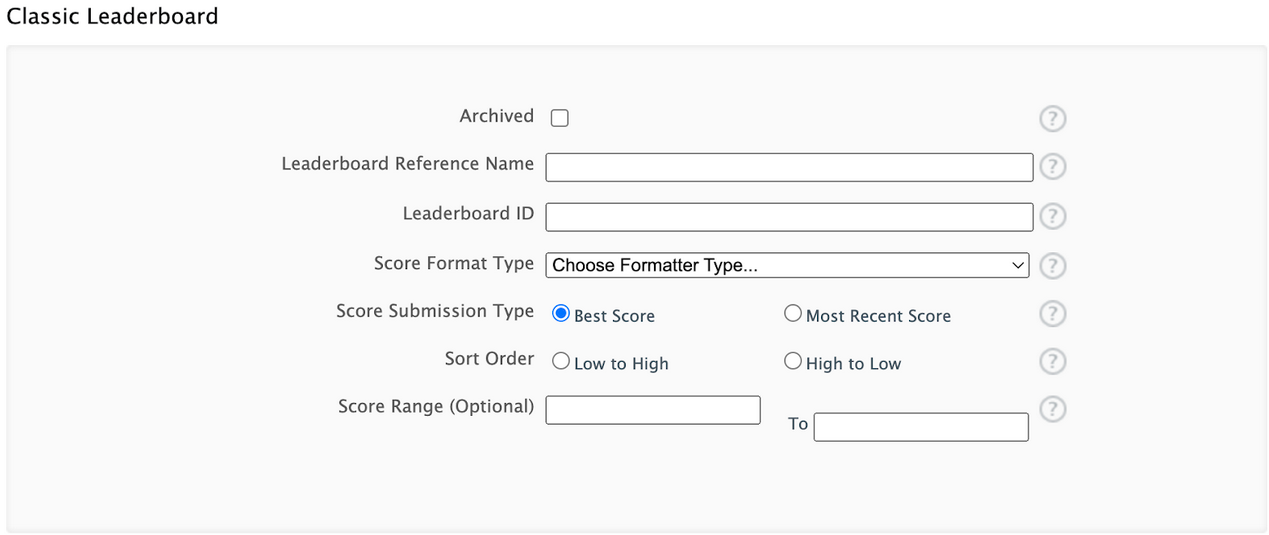 Classic Leaderboard
Archived ?
Leaderboard Reference Name ?
Leaderboard ID ?
Score Format Type Choose Formatter Type... ?
Score Submission Type Best Score Most Recent Score ?
Sort Order Low to High High to Low ?
Score Range (Optional) To ?